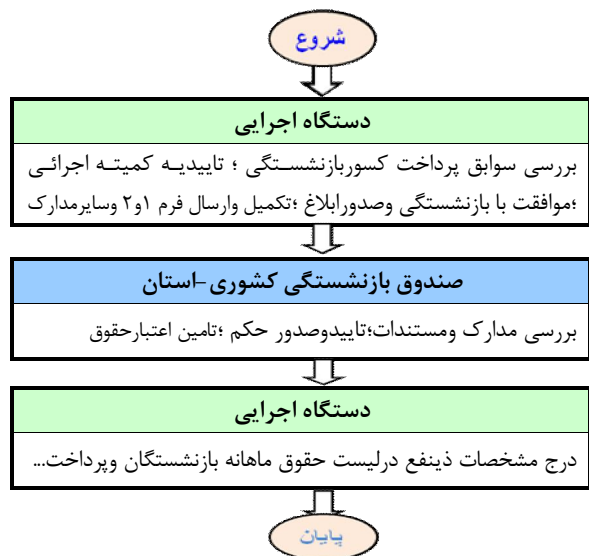 شروع
دستگاه اجرایی
بررسی سوابق پرداخت کسوربازنشستگی ؛ تاییدیه کمیته اجرائی
؛موافقت با بازنشستگی وصدورابلاغ ؛تکمیل وارسال فرم ۱و۲ وسایرمدارک
صندوق بازنشستگی کشوری-استان
بررسی مدارک ومستندات؛تاییدوصدور حکم ؛تامین اعتبارحقوق
دستگاه اجرایی
درج مشخصات ذینفع درلیست حقوق ماهانه بازنشستگان وپرداخت...
پایان